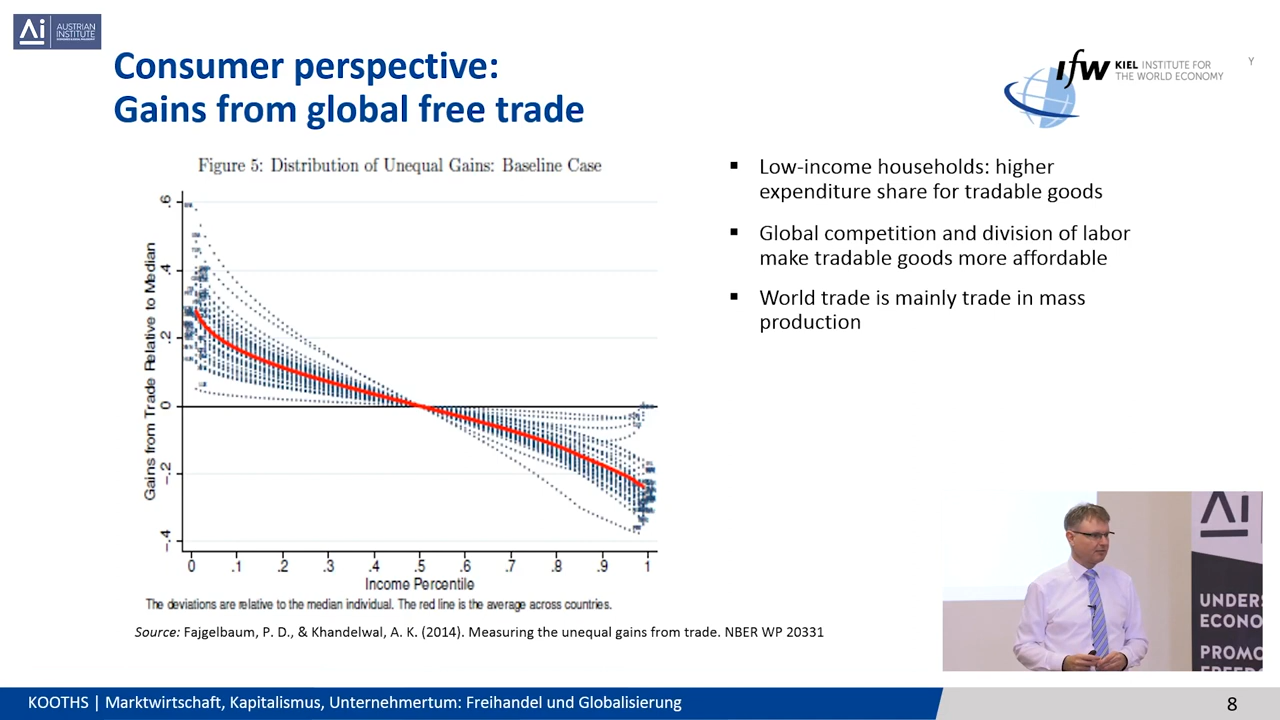 Ai
AUSTRIAN
INSTITUTE
Consumer perspective:
Gains from global free trade
ifw KIEL INSTITUTE FOR
THE WORLD ECONOMY
Y
Figure 5: Distribution of Unequal Gains: Baseline Case
Gains from Trade Relative to Median
.6
.4
.2
0
-.2
-.4
0 .1 .2 .3 .4 .5 .6 .7 .8 .9 1
Income Percentile
The deviations are relative to the median individual. The red line is the average across countries.
Source: Fajgelbaum, P. D., & Khandelwal, A. K. (2014). Measuring the unequal gains from trade. NBER WP 20331
▪ Low-income households: higher
expenditure share for tradable goods
▪ Global competition and division of labor
make tradable goods more affordable
▪ World trade is mainly trade in mass
production
Ai
UNDERS
ECONO
PROMO
FREED
KOOTHS | Marktwirtschaft, Kapitalismus, Unternehmertum: Freihandel und Globalisierung
8